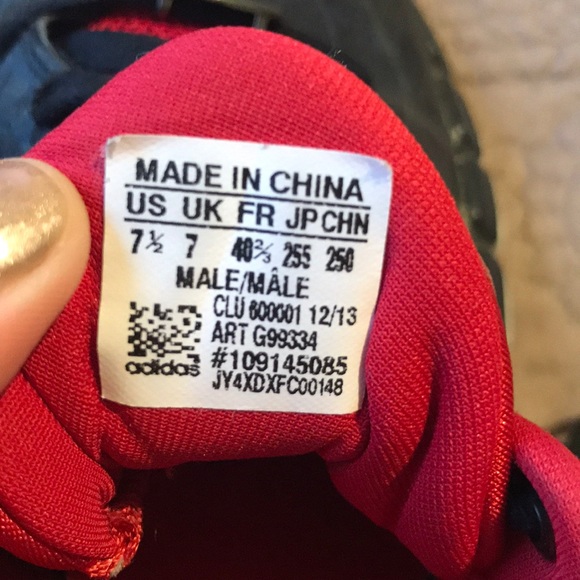 MADE IN CHINA
US UK FR JP CHN
7½ 7 40⅔ 255 250
MALE/MÂLE
CLU 600001 12/13
ART G99334
#109145085
adidas JY4XDXFC00148